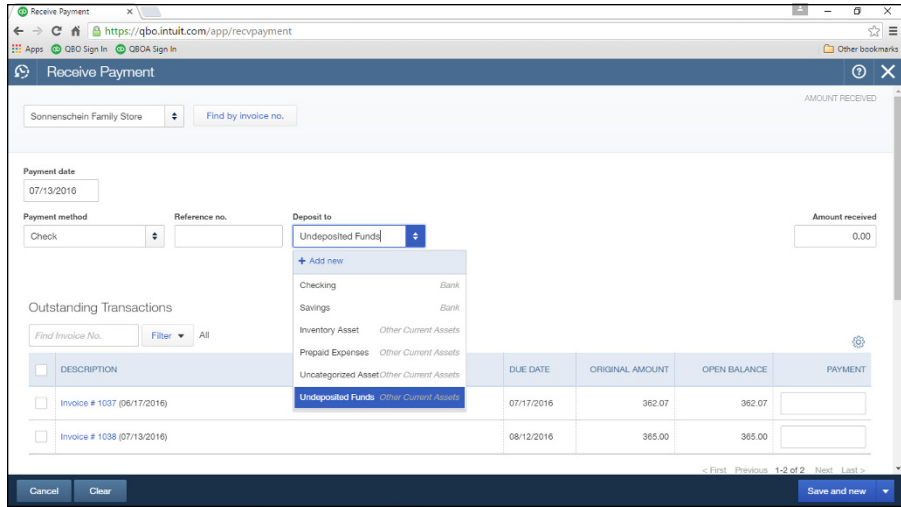 Receive Payment
https://qbo.intuit.com/app/recvpayment
Apps QBO Sign In QBOA Sign In Other bookmarks
Receive Payment
AMOUNT RECEIVED
Sonnenschein Family Store Find by invoice no.
Payment date
07/13/2016
Payment method Reference no. Deposit to Amount received
Check Undeposited Funds 0.00
+ Add new
Checking Bank
Savings Bank
Inventory Asset Other Current Assets
Prepaid Expenses Other Current Assets
Uncategorized Asset Other Current Assets
Undeposited Funds Other Current Assets
Outstanding Transactions
Find Invoice No. Filter All
DESCRIPTION DUE DATE ORIGINAL AMOUNT OPEN BALANCE PAYMENT
Invoice # 1037 (06/17/2016) 07/17/2016 362.07 362.07
Invoice # 1038 (07/13/2016) 08/12/2016 365.00 365.00
< First Previous 1-2 of 2 Next Last >
Cancel Clear Save and new